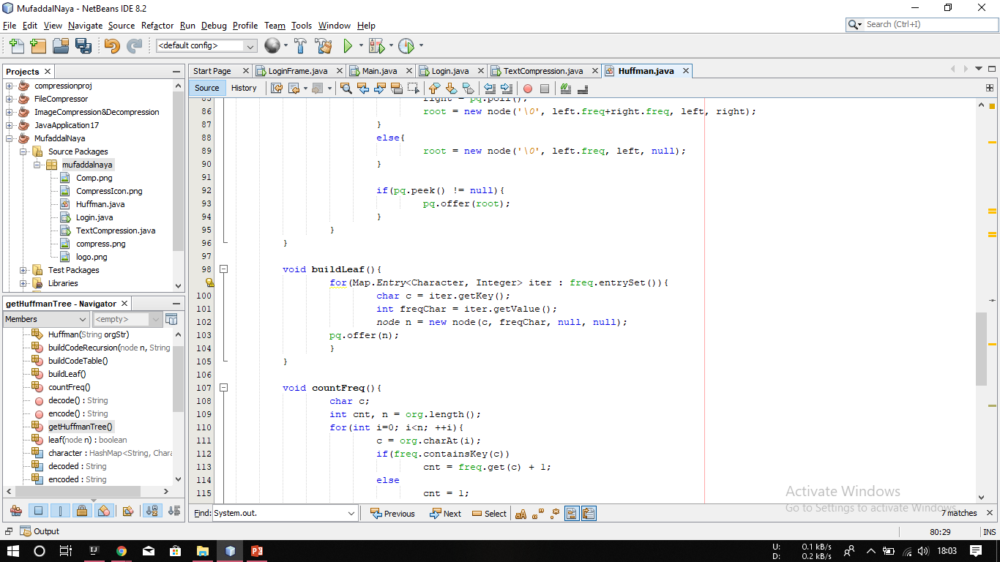 MufaddalNaya - NetBeans IDE 8.2
File Edit View Navigate Source Refactor Run Debug Profile Team Tools Window Help
Search (Ctrl+I)
<default config>
Projects
Start Page LoginFrame.java Main.java Login.java TextCompression.java Huffman.java
Source History
compressionproj
FileCompressor
ImageCompression&Decompression
JavaApplication17
MufaddalNaya
Source Packages
mufaddalnaya
Comp.png
CompressIcon.png
Huffman.java
Login.java
TextCompression.java
compress.png
logo.png
Test Packages
Libraries
getHuffmanTree - Navigator
Members <empty>
Huffman(String orgStr)
buildCodeRecursion(node n, String
buildCodeTable()
buildLeaf()
countFreq()
decode() : String
encode() : String
getHuffmanTree()
leaf(node n) : boolean
character : HashMap<String, Chara
decoded : String
encoded : String
85 right = pq.poll();
86 root = new node('\0', left.freq+right.freq, left, right);
87 }
88 else{
89 root = new node('\0', left.freq, left, null);
90 }
91
92 if(pq.peek() != null){
93 pq.offer(root);
94 }
95 }
96 }
97
98 void buildLeaf(){
for(Map.Entry<Character, Integer> iter : freq.entrySet()){
100 char c = iter.getKey();
101 int freqChar = iter.getValue();
102 node n = new node(c, freqChar, null, null);
103 pq.offer(n);
104 }
105 }
106
107 void countFreq(){
108 char c;
109 int cnt, n = org.length();
110 for(int i=0; i<n; ++i){
111 c = org.charAt(i);
112 if(freq.containsKey(c))
113 cnt = freq.get(c) + 1;
114 else
115 cnt = 1;
Activate Windows
Go to Settings to activate Windows.
Find: System.out. Previous Next Select aA 7 matches
Output
80:29 INS
IJ
U: 0.1 kB/s
D: 0.2 kB/s
18:03